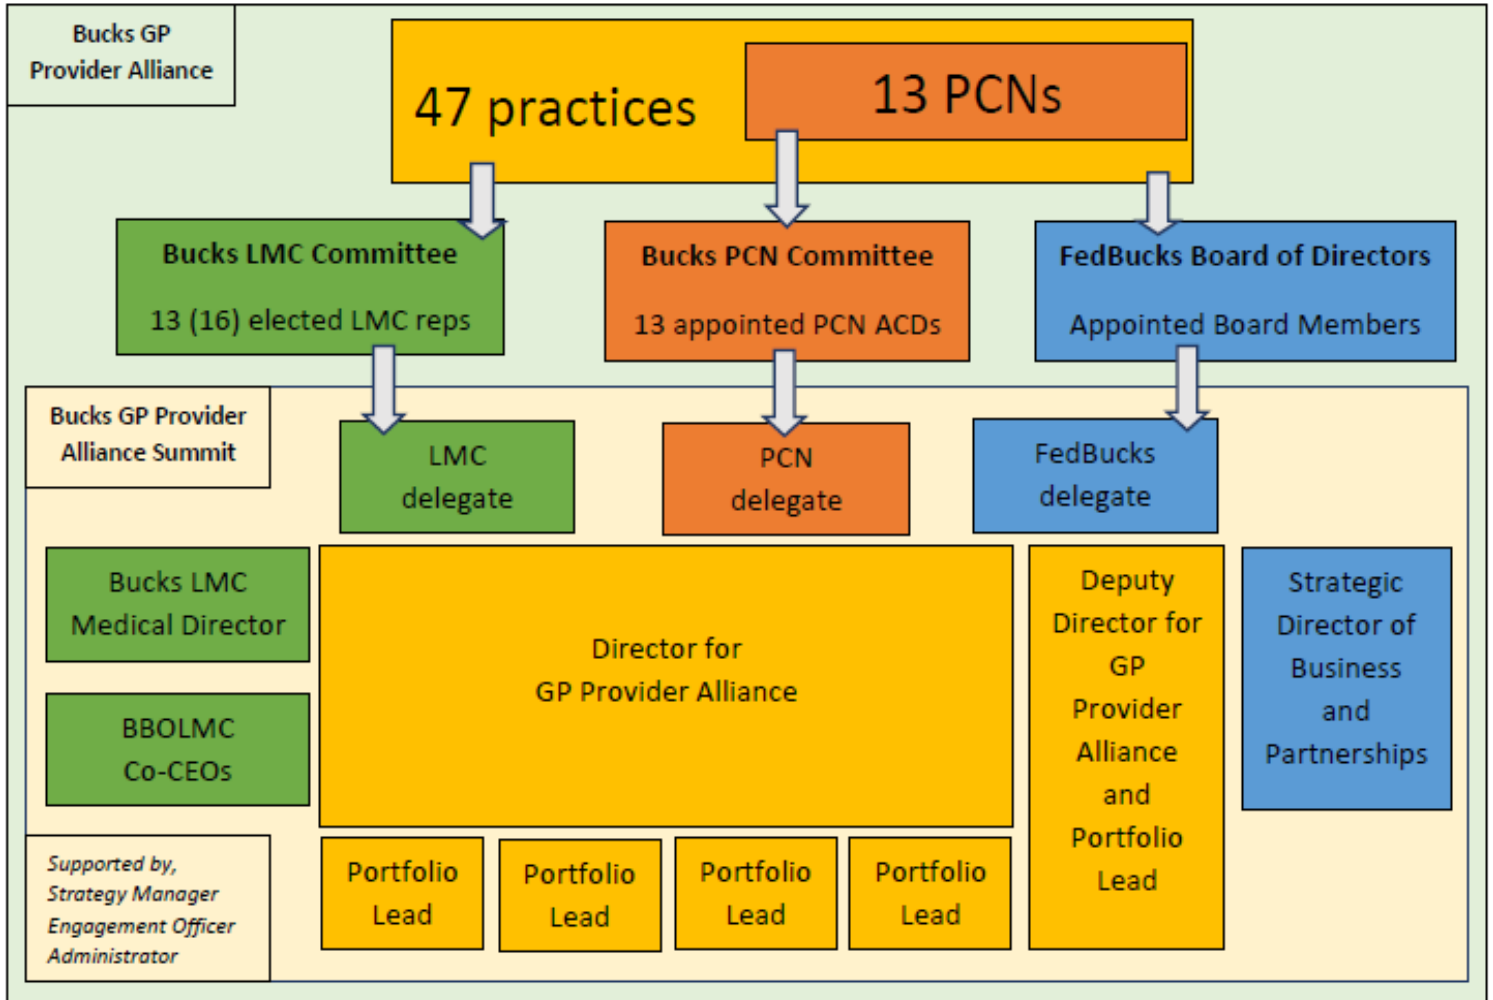 Bucks GP
Provider Alliance
47 practices
13 PCNs
Bucks LMC Committee
13 (16) elected LMC reps
Bucks PCN Committee
13 appointed PCN ACDs
FedBucks Board of Directors
Appointed Board Members
Bucks GP Provider
Alliance Summit
LMC
delegate
PCN
delegate
FedBucks
delegate
Bucks LMC
Medical Director
BBOLMC
Co-CEOs
Director for
GP Provider Alliance
Deputy
Director for
GP
Provider
Alliance
and
Portfolio
Lead
Strategic
Director of
Business
and
Partnerships
Supported by,
Strategy Manager
Engagement Officer
Administrator
Portfolio
Lead
Portfolio
Lead
Portfolio
Lead
Portfolio
Lead